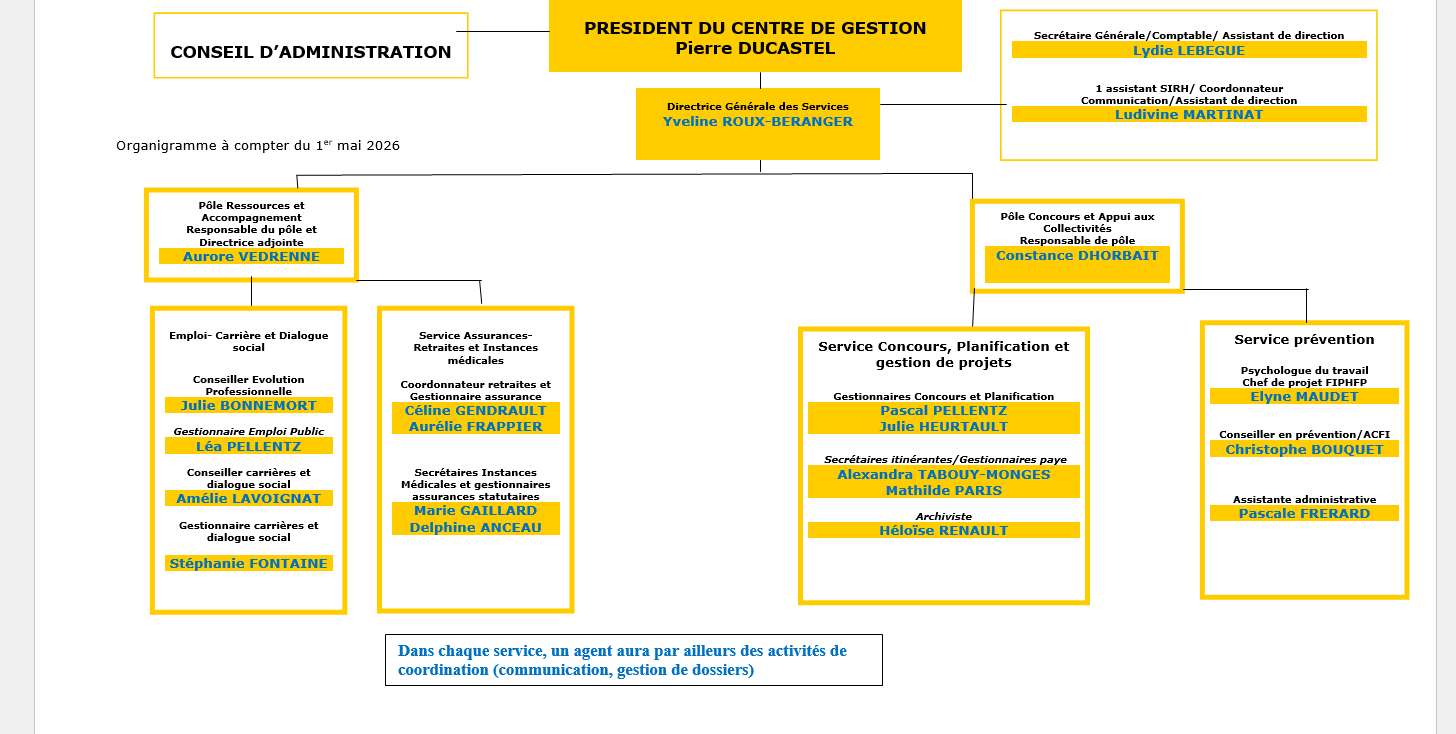 CONSEIL D’ADMINISTRATION
PRESIDENT DU CENTRE DE GESTION
Pierre DUCASTEL
Secrétaire Générale/Comptable/ Assistant de direction
Lydie LEBEGUE
1 assistant SIRH/ Coordonnateur
Communication/Assistant de direction
Ludivine MARTINAT
Directrice Générale des Services
Yveline ROUX-BERANGER
Organigramme à compter du 1er mai 2026
Pôle Ressources et
Accompagnement
Responsable du pôle et
Directrice adjointe
Aurore VEDRENNE
Pôle Concours et Appui aux
Collectivités
Responsable de pôle
Constance DHORBAIT
Emploi- Carrière et Dialogue
social
Conseiller Evolution
Professionnelle
Julie BONNEMORT
Gestionnaire Emploi Public
Léa PELLENTZ
Conseiller carrières et
dialogue social
Amélie LAVOIGNAT
Gestionnaire carrières et
dialogue social
Stéphanie FONTAINE
Service Assurances-
Retraites et Instances
médicales
Coordonnateur retraites et
Gestionnaire assurance
Céline GENDRAULT
Aurélie FRAPPIER
Secrétaires Instances
Médicales et gestionnaires
assurances statutaires
Marie GAILLARD
Delphine ANCEAU
Service Concours, Planification et
gestion de projets
Gestionnaires Concours et Planification
Pascal PELLENTZ
Julie HEURTAULT
Secrétaires itinérantes/Gestionnaires paye
Alexandra TABOUY-MONGES
Mathilde PARIS
Archiviste
Héloïse RENAULT
Service prévention
Psychologue du travail
Chef de projet FIPHFP
Elyne MAUDET
Conseiller en prévention/ACFI
Christophe BOUQUET
Assistante administrative
Pascale FRERARD
Dans chaque service, un agent aura par ailleurs des activités de
coordination (communication, gestion de dossiers)